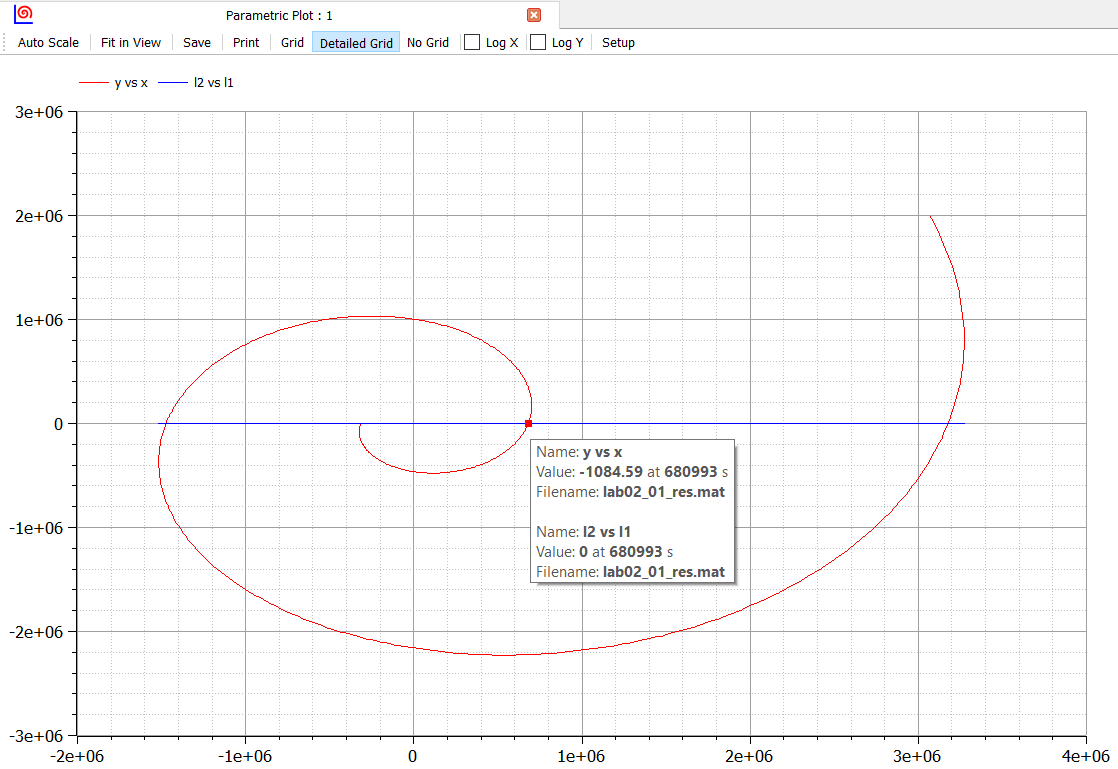 Parametric Plot : 1
Auto Scale Fit in View Save Print Grid Detailed Grid No Grid Log X Log Y Setup
y vs x l2 vs l1
3e+06
2e+06
1e+06
0
-1e+06
-2e+06
-3e+06
Name: y vs x
Value: -1084.59 at 680993 s
Filename: lab02_01_res.mat
Name: l2 vs l1
Value: 0 at 680993 s
Filename: lab02_01_res.mat
-2e+06 -1e+06 0 1e+06 2e+06 3e+06 4e+06